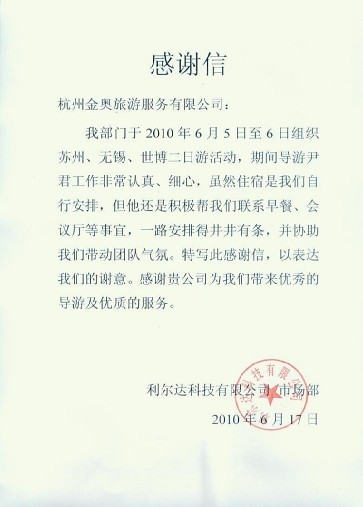 感谢信
杭州金奥旅游服务有限公司：
我部门于 2010 年 6 月 5 日至 6 日组织
苏州、无锡、世博二日游活动，期间导游尹
君工作非常认真、细心，虽然住宿是我们自
行安排，但他还是积极帮我们联系早餐、会
议厅等事宜，一路安排得井井有条，并协助
我们带动团队气氛。特写此感谢信，以表达
我们的谢意。感谢贵公司为我们带来优秀的
导游及优质的服务。
利尔达科技有限公司 市场部
2010 年 6 月 17 日